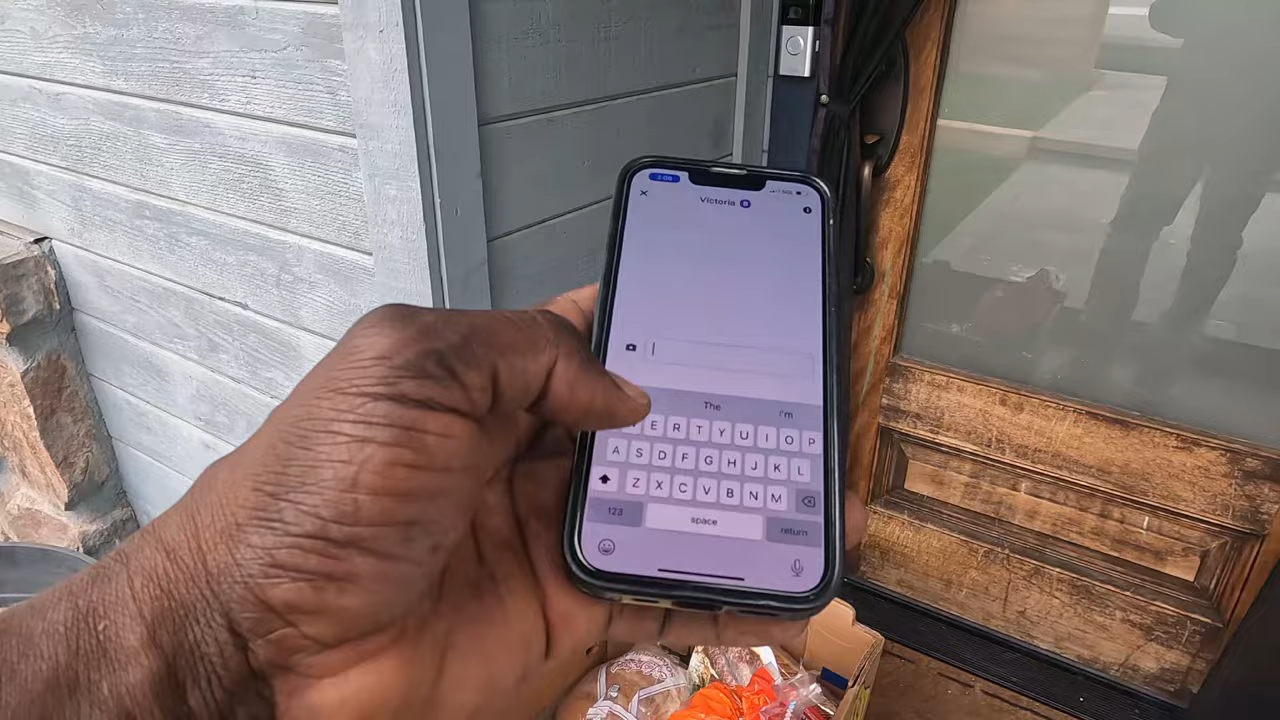 Victoria
The I'm
E R T Y U I O P
A S D F G H J K L
Z X C V B N M
123 space return